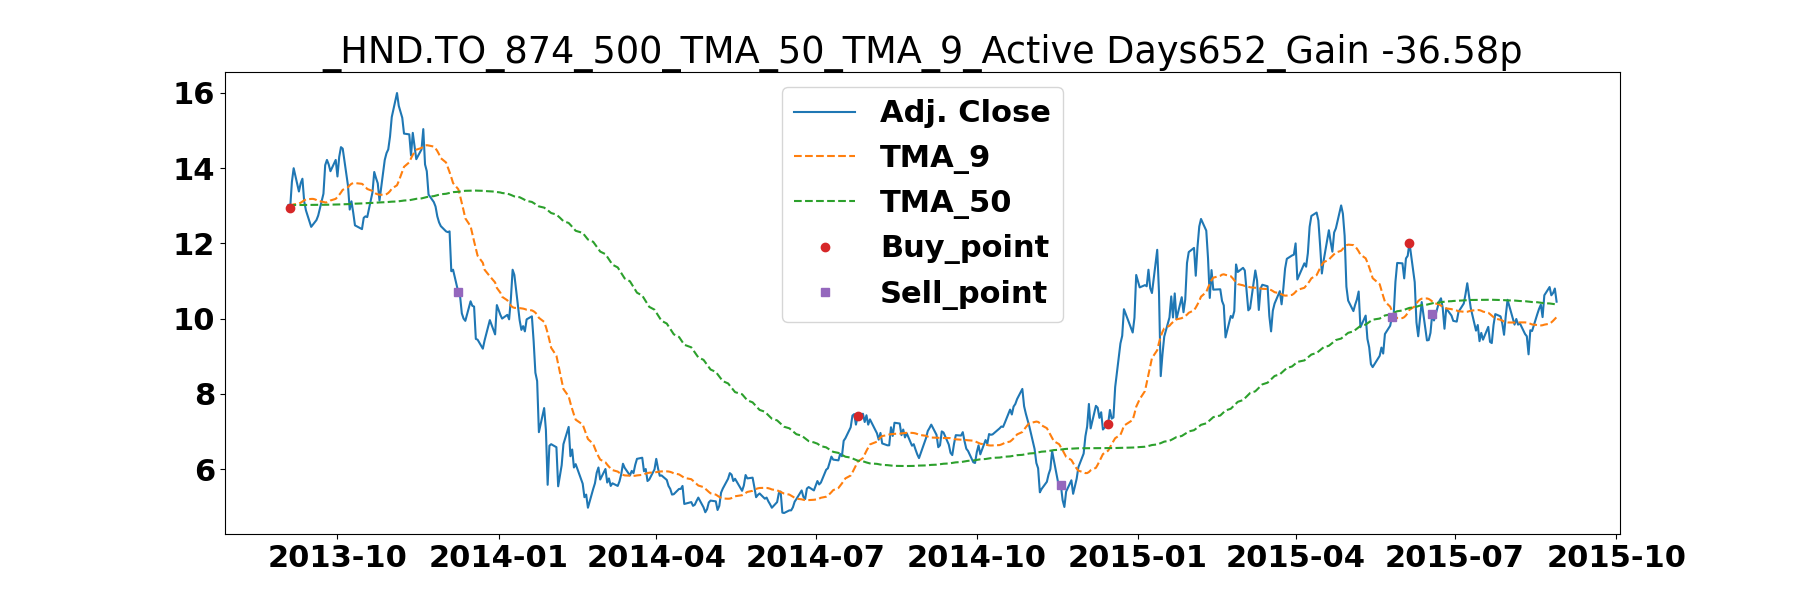 _HND.TO_874_500_TMA_50_TMA_9_Active Days652_Gain -36.58p
16
14
12
10
8
6
Adj. Close
TMA_9
TMA_50
Buy_point
Sell_point
2013-10 2014-01 2014-04 2014-07 2014-10 2015-01 2015-04 2015-07 2015-10